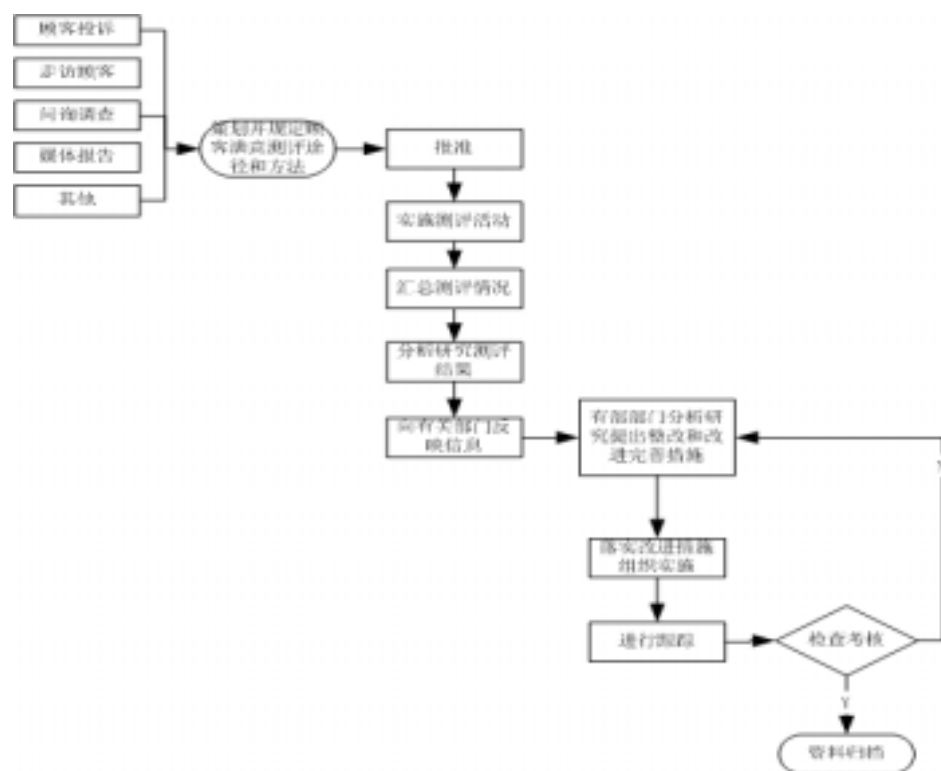 顾客投诉
走访顾客
问询调查
媒体报告
其他
策划并规定顾
客满意测评途
径和方法
批准
实施测评活动
汇总测评情况
分析研究测评
结果
向有关部门反
映信息
有部部门分析研
究提出整改和改
进完善措施
落实改进措施
组织实施
进行跟踪
检查考核
N
Y
资料归档